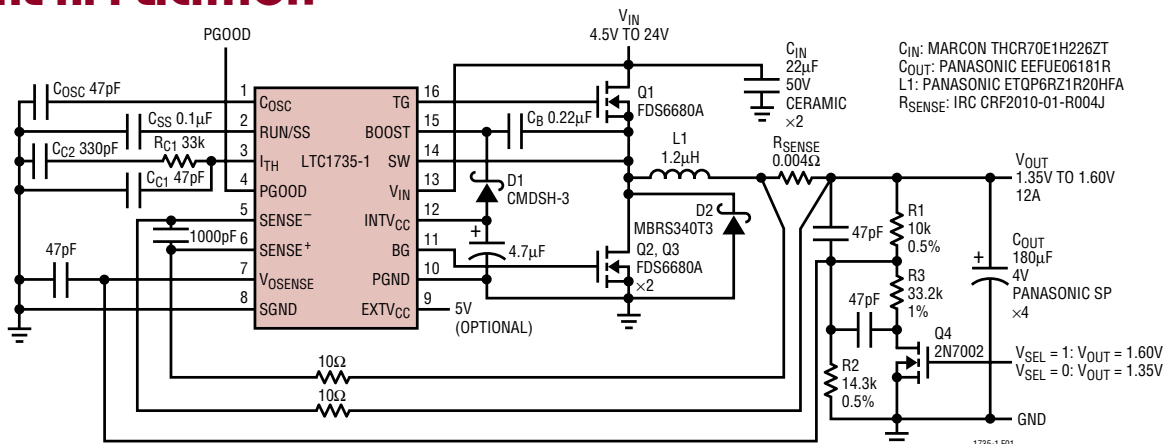 PGOOD
V_IN
4.5V TO 24V
C_IN
22µF
50V
CERAMIC
×2
C_IN: MARCON THCR70E1H226ZT
C_OUT: PANASONIC EEFUE06181R
L1: PANASONIC ETQP6RZ1R20HFA
R_SENSE: IRC CRF2010-01-R004J
C_OSC 47pF
C_SS 0.1µF
C_C2 330pF
R_C1 33k
C_C1 47pF
1000pF
47pF
1
2
3
4
5
6
7
8
C_OSC
RUN/SS
I_TH
PGOOD
SENSE–
SENSE+
V_OSENSE
SGND
LTC1735-1
TG
BOOST
SW
V_IN
INTV_CC
BG
PGND
EXTV_CC
16
15
14
13
12
11
10
9
Q1
FDS6680A
C_B 0.22µF
D1
CMDSH-3
+
4.7µF
5V
(OPTIONAL)
L1
1.2µH
R_SENSE
0.004Ω
D2
MBRS340T3
Q2, Q3
FDS6680A
×2
V_OUT
1.35V TO 1.60V
12A
47pF
R1
10k
0.5%
R3
33.2k
1%
47pF
R2
14.3k
0.5%
Q4
2N7002
+
C_OUT
180µF
4V
PANASONIC SP
×4
V_SEL = 1: V_OUT = 1.60V
V_SEL = 0: V_OUT = 1.35V
GND
10Ω
10Ω
1735-1 F01